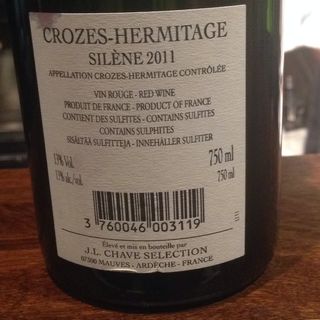 CROZES-HERMITAGE
SILÈNE 2011
APPELLATION CROZES-HERMITAGE CONTRÔLÉE
VIN ROUGE - RED WINE
PRODUIT DE FRANCE - PRODUCT OF FRANCE
CONTIENT DES SULFITES - CONTAINS SULFITES
CONTAINS SULPHITES
SISÄLTÄÄ SULFITTEJA - INNEHÅLLER SULFITER
13% Vol. 750 ml
13% alc./vol. 750 ml
3 760046 003119
Élevé et mis en bouteille par
J.L. CHAVE SELECTION
07300 MAUVES - ARDÈCHE - FRANCE